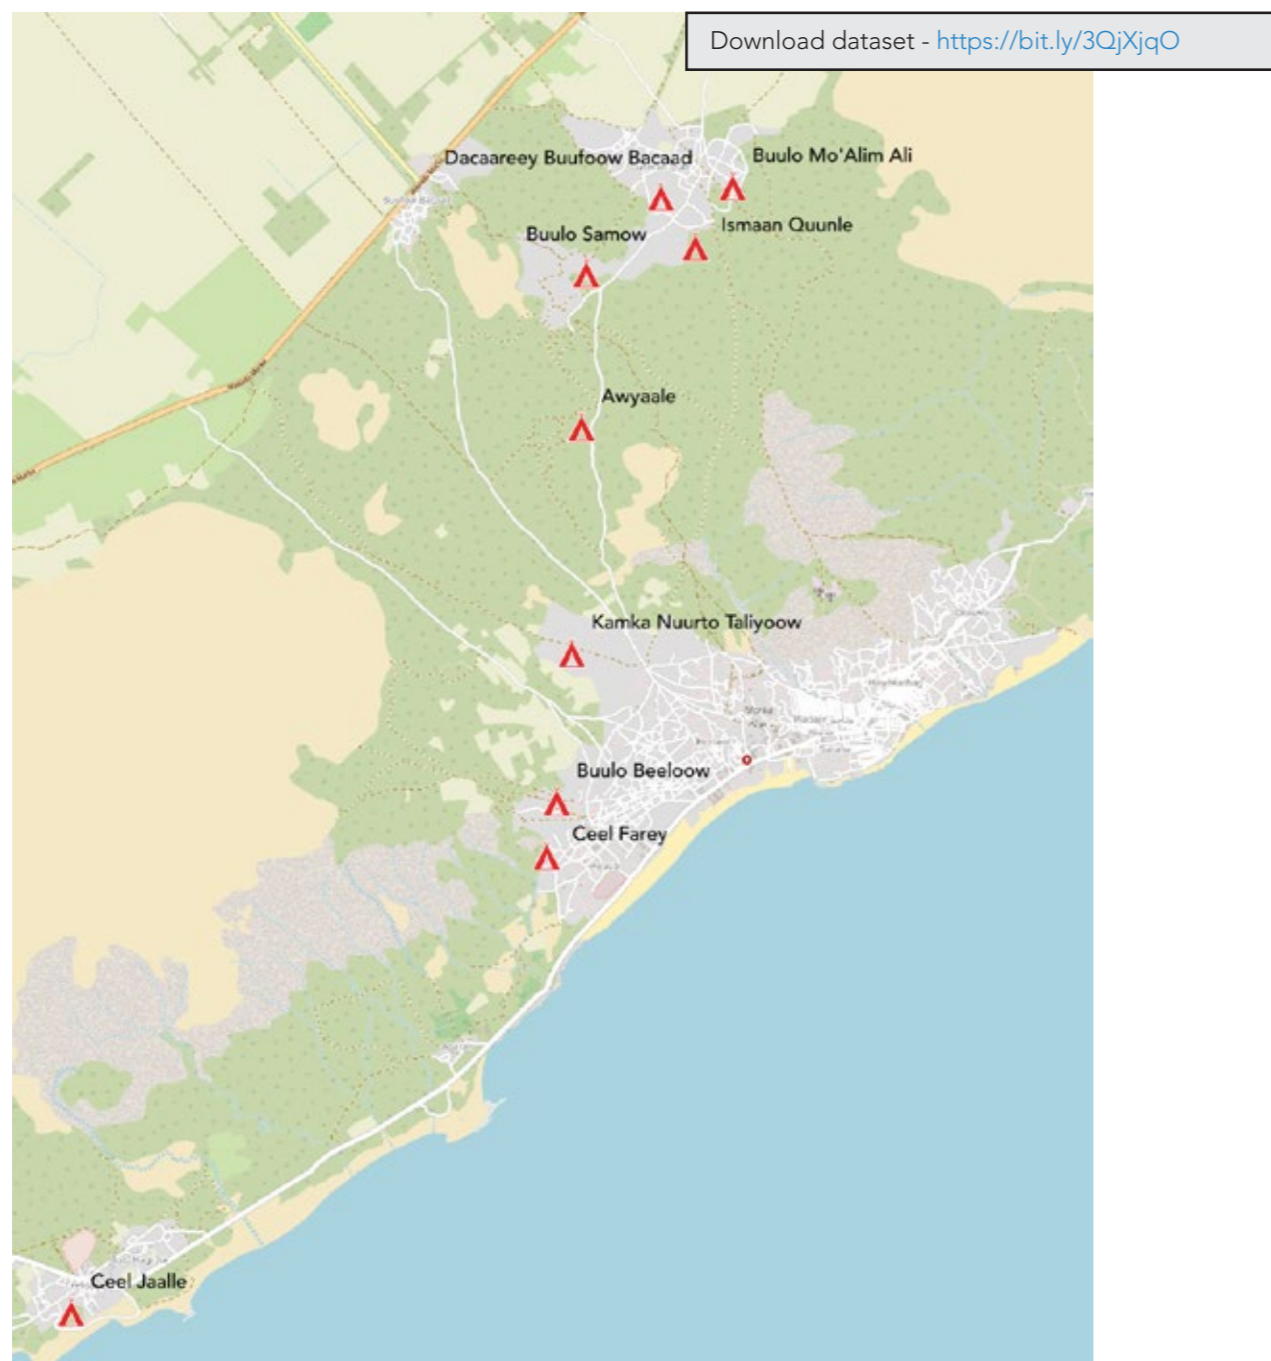 Download dataset - https://bit.ly/3QjXjqO
Dacaareey Buufoow Bacaad
Buulo Mo'Alim Ali
Ismaan Quunle
Buulo Samow
Awyaale
Kamka Nuurto Taliyoow
Buulo Beeloow
Ceel Farey
Ceel Jaalle